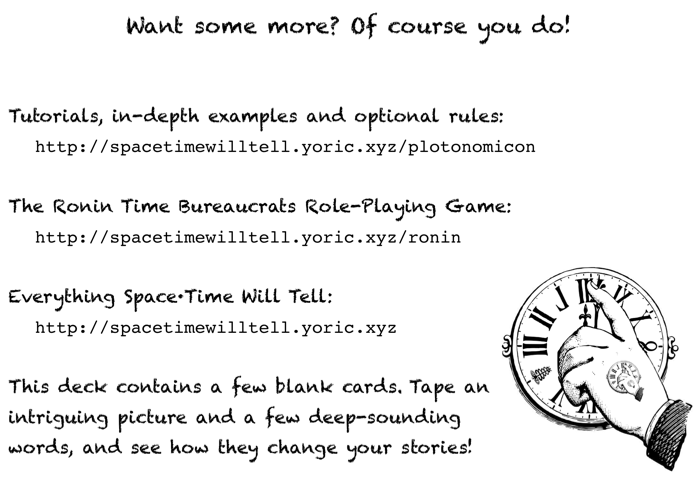 Want some more? Of course you do!
Tutorials, in-depth examples and optional rules:
http://spacetimewilltell.yoric.xyz/plotonomicon
The Ronin Time Bureaucrats Role-Playing Game:
http://spacetimewilltell.yoric.xyz/ronin
Everything Space•Time Will Tell:
http://spacetimewilltell.yoric.xyz
This deck contains a few blank cards. Tape an
intriguing picture and a few deep-sounding
words, and see how they change your stories!